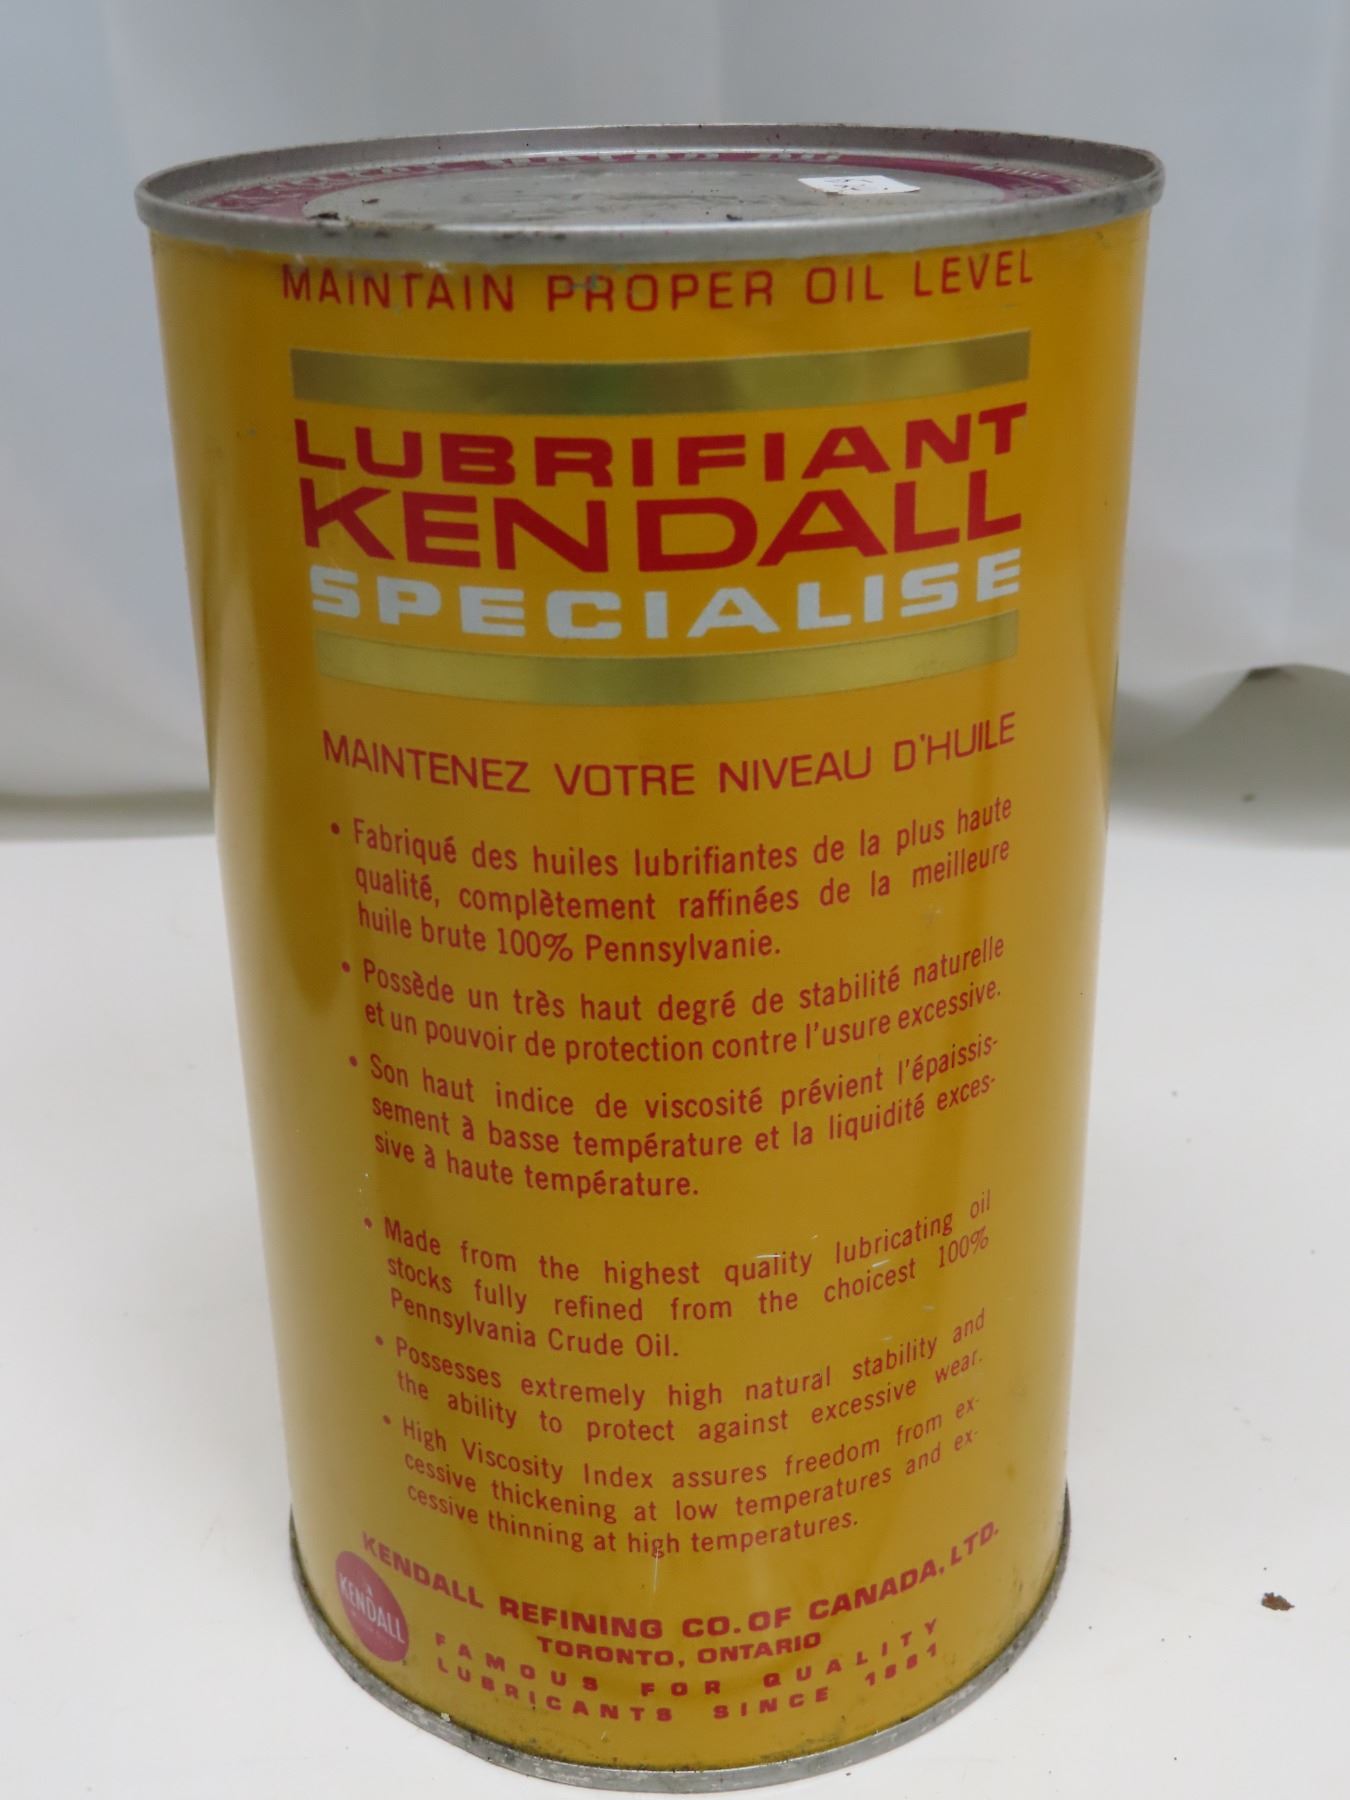 MOTOR OIL
MAINTAIN PROPER OIL LEVEL
LUBRIFIANT
KENDALL
SPECIALISE
MAINTENEZ VOTRE NIVEAU D'HUILE
• Fabriqué des huiles lubrifiantes de la plus haute
qualité, complètement raffinées de la meilleure
huile brute 100% Pennsylvanie.
• Possède un très haut degré de stabilité naturelle
et un pouvoir de protection contre l'usure excessive.
• Son haut indice de viscosité prévient l'épaissis-
sement à basse température et la liquidité exces-
sive à haute température.
• Made from the highest quality lubricating oil
stocks fully refined from the choicest 100%
Pennsylvania Crude Oil.
• Possesses extremely high natural stability and
the ability to protect against excessive wear.
• High Viscosity Index assures freedom from ex-
cessive thickening at low temperatures and ex-
cessive thinning at high temperatures.
KENDALL REFINING CO. OF CANADA, LTD.
TORONTO, ONTARIO
FAMOUS FOR QUALITY
LUBRICANTS SINCE 1881
KENDALL